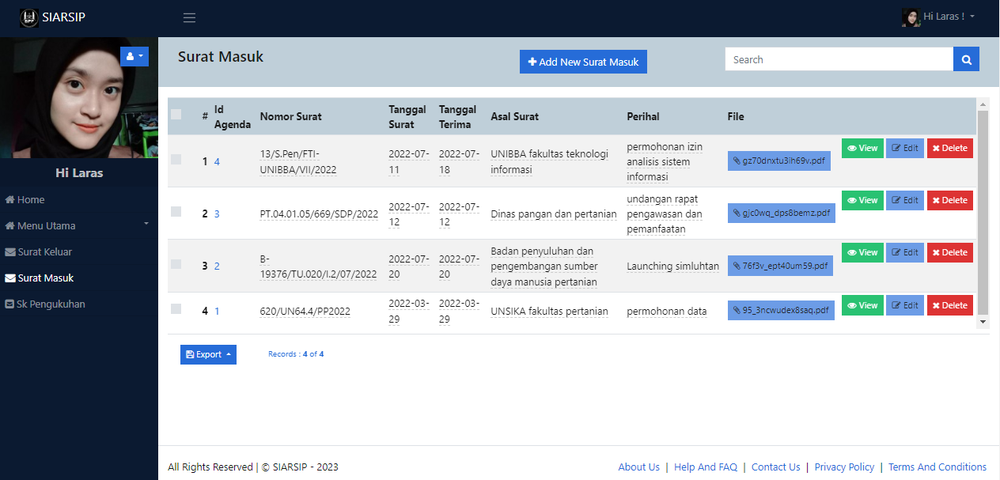 SIARSIP
Hi Laras !
Surat Masuk
Add New Surat Masuk
Search
Hi Laras
Home
Menu Utama
Surat Keluar
Surat Masuk
Sk Pengukuhan
# Id Agenda Nomor Surat Tanggal Surat Tanggal Terima Asal Surat Perihal File
1 4 13/S.Pen/FTI-UNIBBA/VII/2022 2022-07-11 2022-07-18 UNIBBA fakultas teknologi informasi permohonan izin analisis sistem informasi gz70dnxtu3ih69v.pdf View Edit Delete
2 3 PT.04.01.05/669/SDP/2022 2022-07-12 2022-07-12 Dinas pangan dan pertanian undangan rapat pengawasan dan pemanfaatan gjc0wq_dps8bemz.pdf View Edit Delete
3 2 B-19376/TU.020/I.2/07/2022 2022-07-20 2022-07-20 Badan penyuluhan dan pengembangan sumber daya manusia pertanian Launching simluhtan 76f3v_ept40um59.pdf View Edit Delete
4 1 620/UN64.4/PP2022 2022-03-29 2022-03-29 UNSIKA fakultas pertanian permohonan data 95_3ncwudex8saq.pdf View Edit Delete
Export
Records : 4 of 4
All Rights Reserved | © SIARSIP - 2023
About Us | Help And FAQ | Contact Us | Privacy Policy | Terms And Conditions